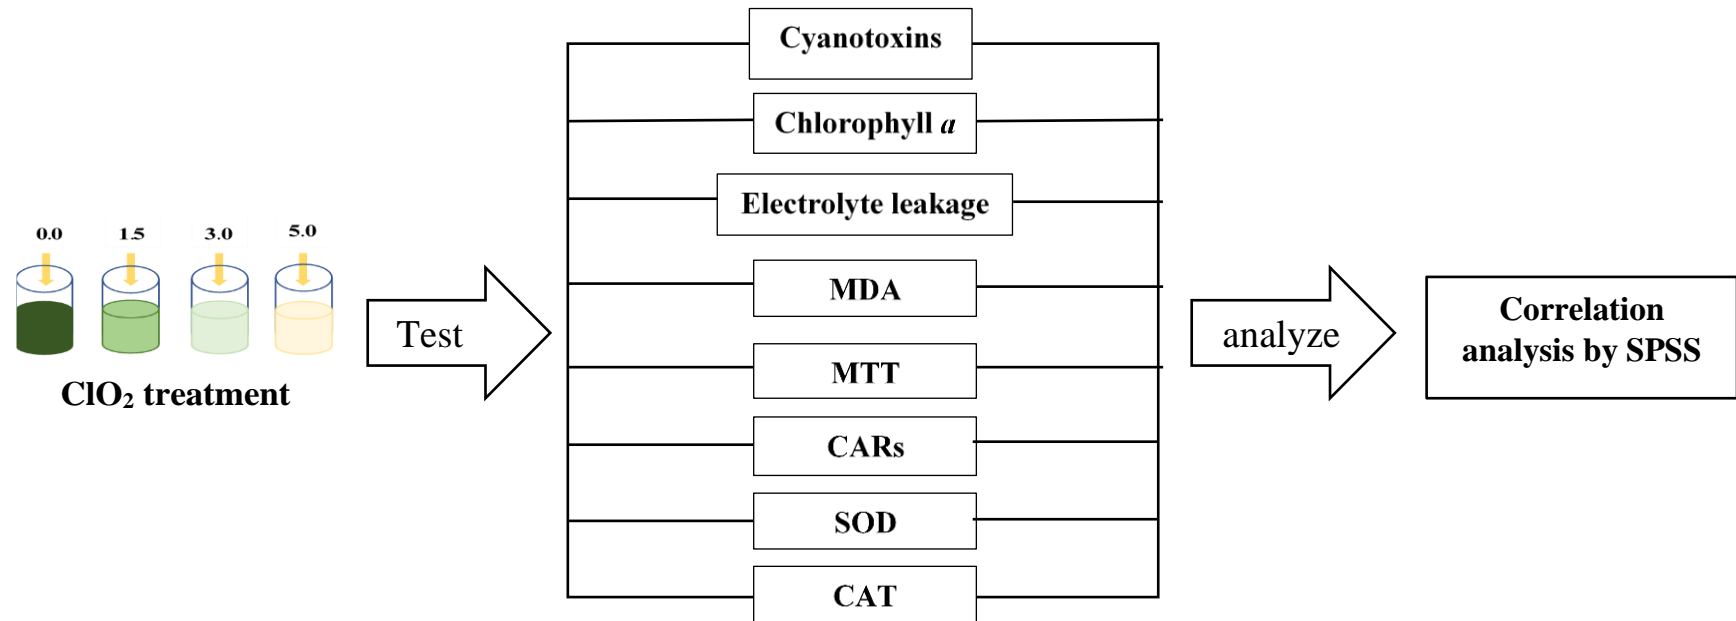 0.0 1.5 3.0 5.0
ClO₂ treatment
Test
Cyanotoxins
Chlorophyll a
Electrolyte leakage
MDA
MTT
CARs
SOD
CAT
analyze
Correlation
analysis by SPSS